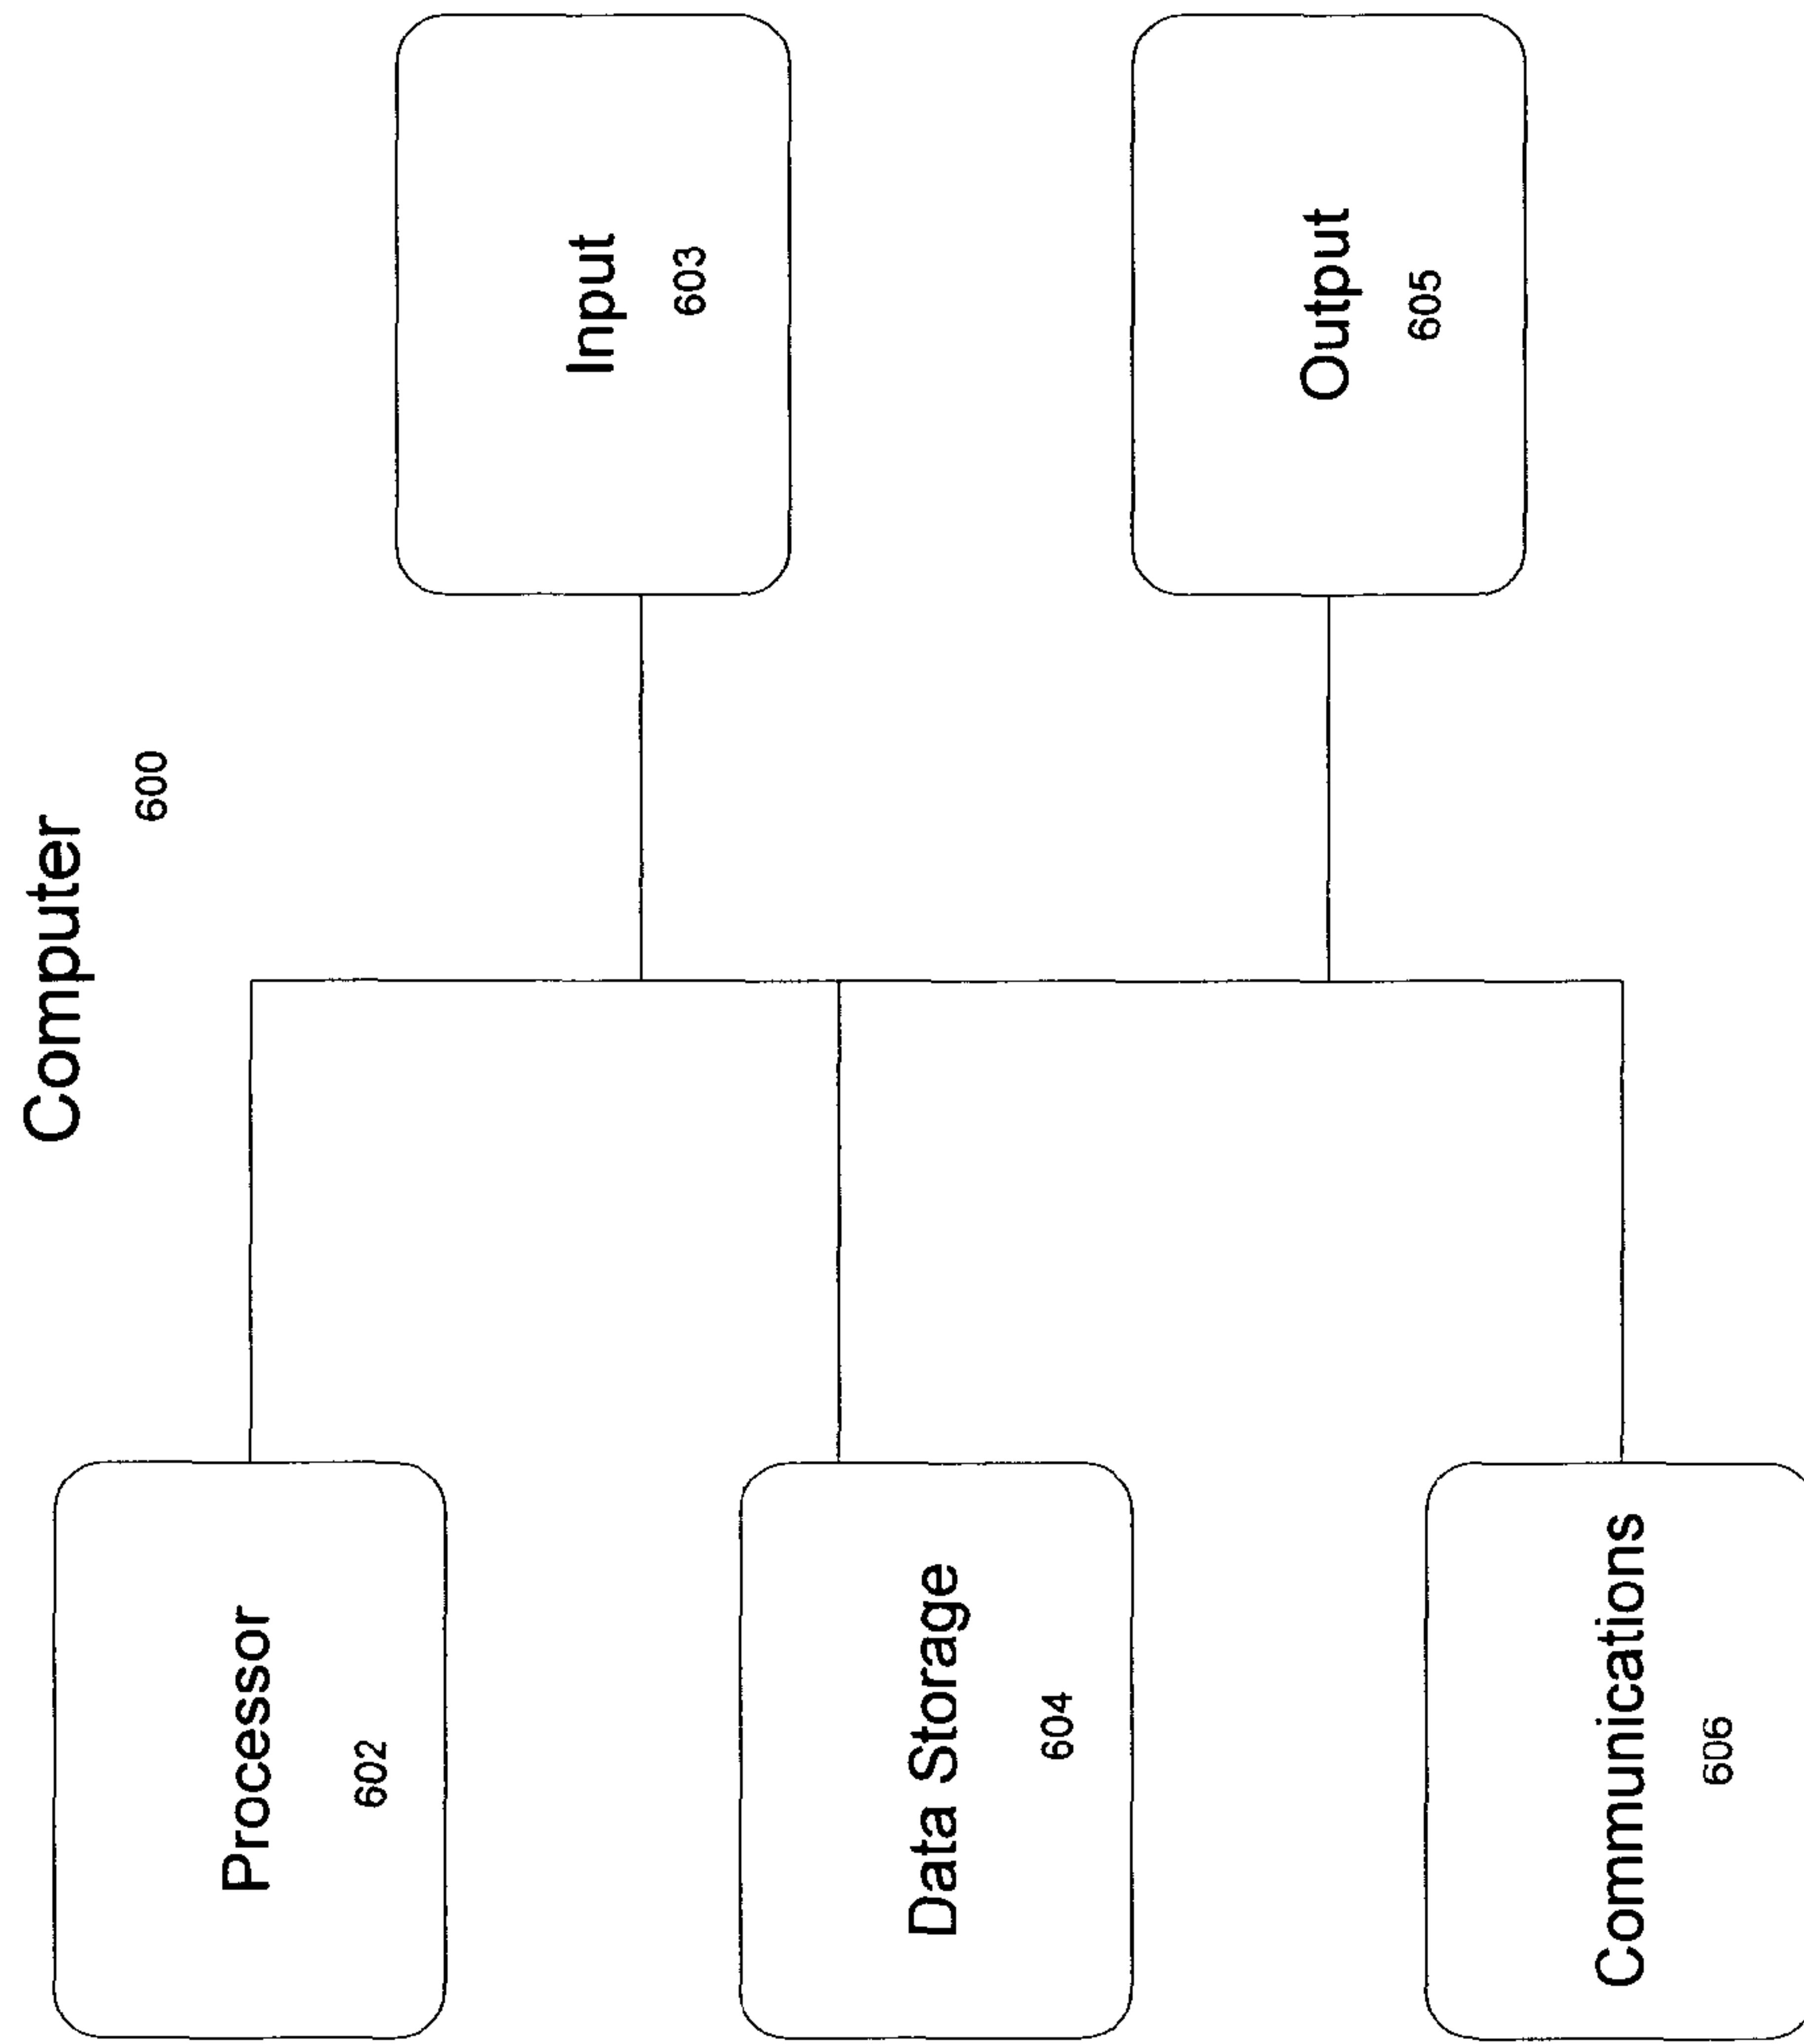 Computer
600
Processor
602
Input
603
Data Storage
604
Output
605
Communications
606